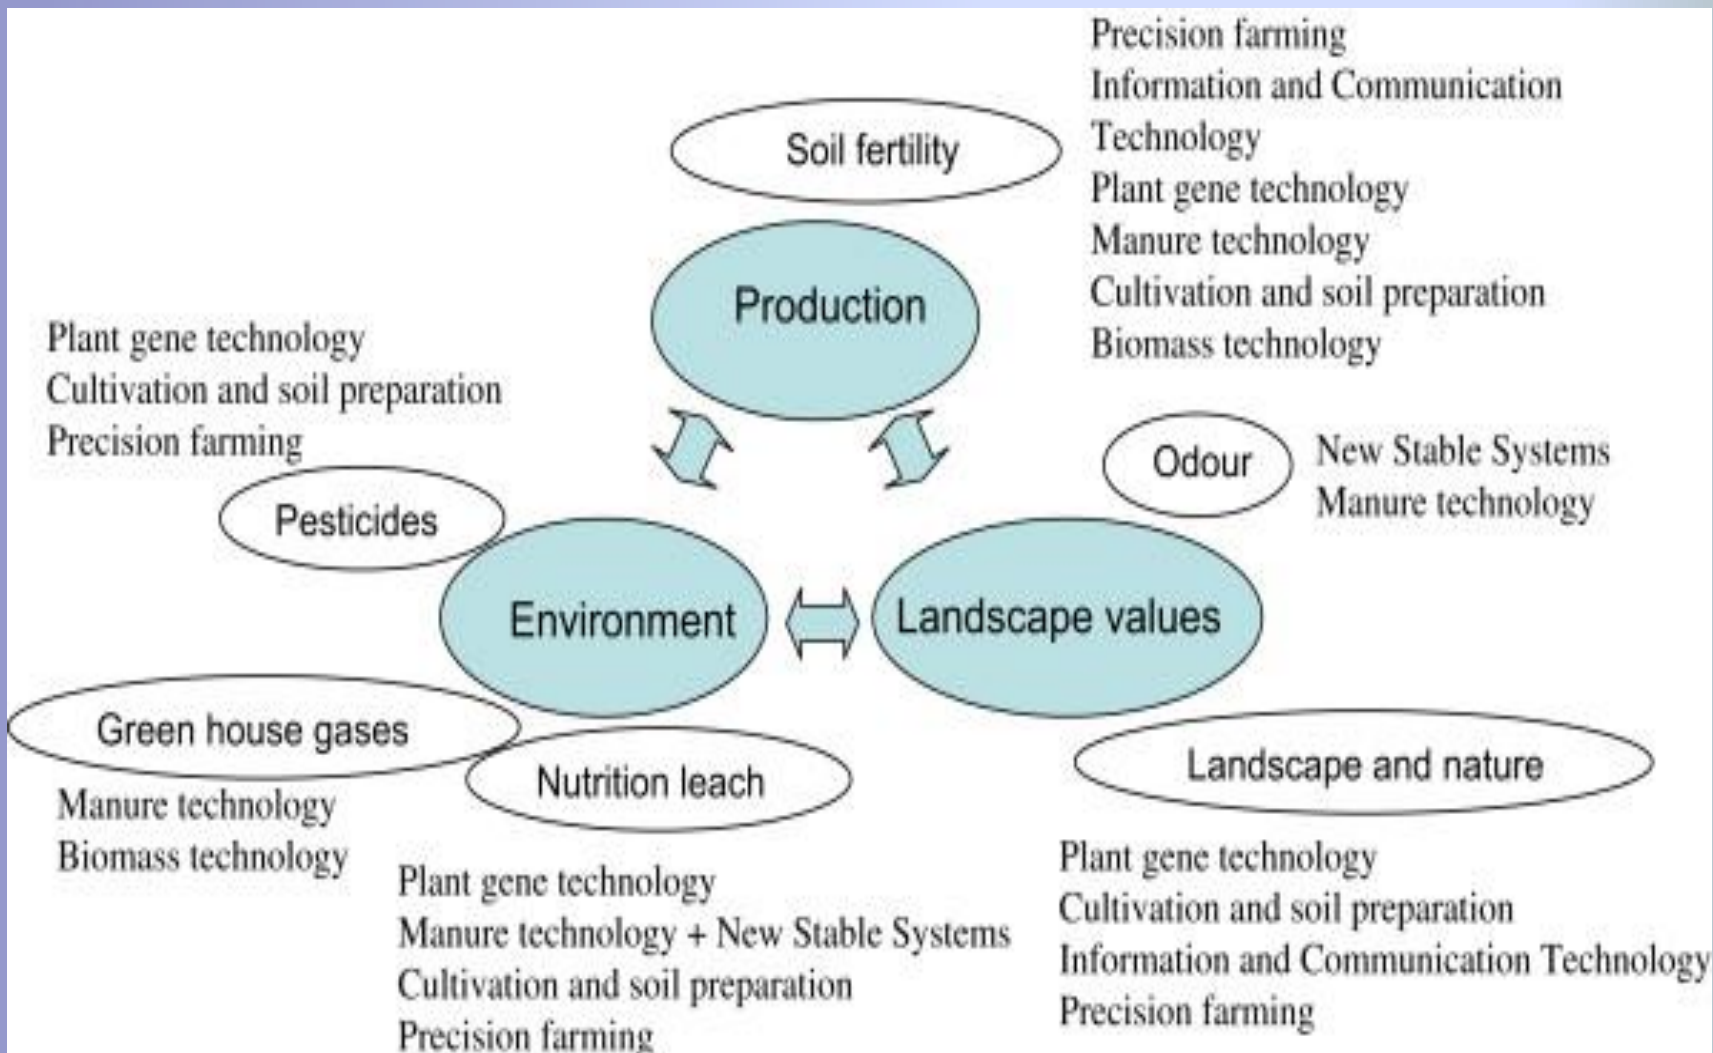 Precision farming
Information and Communication
Technology
Plant gene technology
Manure technology
Cultivation and soil preparation
Biomass technology
Soil fertility
Production
Plant gene technology
Cultivation and soil preparation
Precision farming
Pesticides
Odour
New Stable Systems
Manure technology
Environment
Landscape values
Green house gases
Manure technology
Biomass technology
Nutrition leach
Plant gene technology
Manure technology + New Stable Systems
Cultivation and soil preparation
Precision farming
Landscape and nature
Plant gene technology
Cultivation and soil preparation
Information and Communication Technology
Precision farming